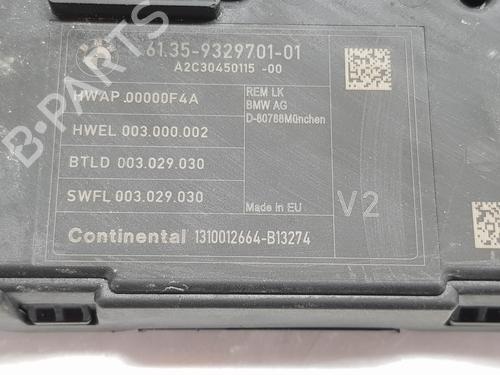 61.35-9329701-01
A2C30450115 -00
HWAP .00000F4A
HWEL 003.000.002
BTLD 003.029.030
SWFL 003.029.030
REM LK
BMW AG
D-80788München
Made in EU
V2
Continental 1310012664-B13274